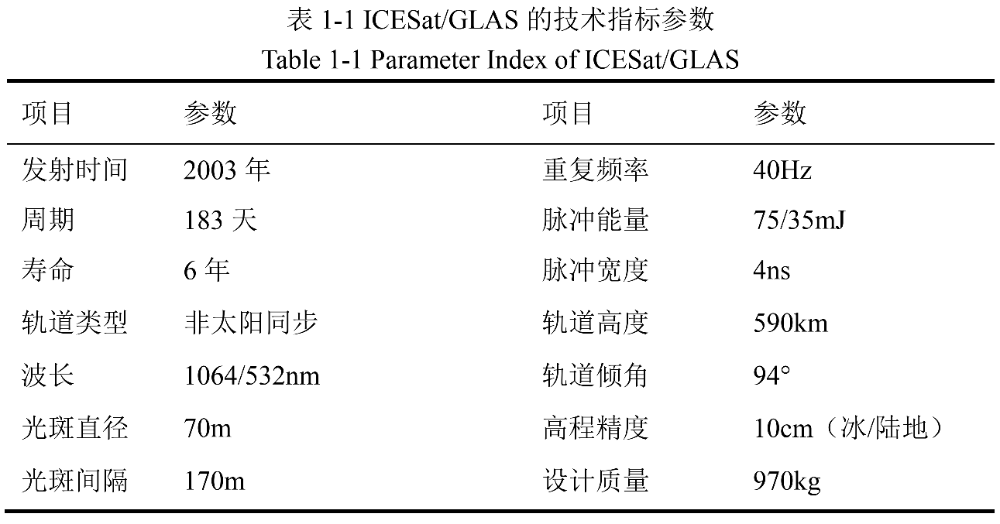 表 1-1 ICESat/GLAS 的技术指标参数
Table 1-1 Parameter Index of ICESat/GLAS
项目 参数 项目 参数
发射时间 2003 年 重复频率 40Hz
周期 183 天 脉冲能量 75/35mJ
寿命 6 年 脉冲宽度 4ns
轨道类型 非太阳同步 轨道高度 590km
波长 1064/532nm 轨道倾角 94°
光斑直径 70m 高程精度 10cm（冰/陆地）
光斑间隔 170m 设计质量 970kg